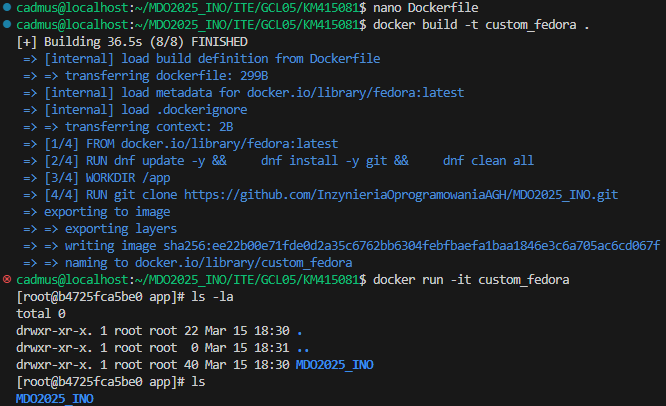 cadmus@localhost:~/MDO2025_INO/ITE/GCL05/KM415081$ nano Dockerfile
cadmus@localhost:~/MDO2025_INO/ITE/GCL05/KM415081$ docker build -t custom_fedora .
[+] Building 36.5s (8/8) FINISHED
=> [internal] load build definition from Dockerfile
=> => transferring dockerfile: 299B
=> [internal] load metadata for docker.io/library/fedora:latest
=> [internal] load .dockerignore
=> => transferring context: 2B
=> [1/4] FROM docker.io/library/fedora:latest
=> [2/4] RUN dnf update -y &&     dnf install -y git &&     dnf clean all
=> [3/4] WORKDIR /app
=> [4/4] RUN git clone https://github.com/InzynieriaOprogramowaniaAGH/MDO2025_INO.git
=> exporting to image
=> => exporting layers
=> => writing image sha256:ee22b00e71fde0d2a35c6762bb6304febfbaefa1baa1846e3c6a705ac6cd067f
=> => naming to docker.io/library/custom_fedora
cadmus@localhost:~/MDO2025_INO/ITE/GCL05/KM415081$ docker run -it custom_fedora
[root@b4725fca5be0 app]# ls -la
total 0
drwxr-xr-x. 1 root root 22 Mar 15 18:30 .
drwxr-xr-x. 1 root root  0 Mar 15 18:31 ..
drwxr-xr-x. 1 root root 40 Mar 15 18:30 MDO2025_INO
[root@b4725fca5be0 app]# ls
MDO2025_INO